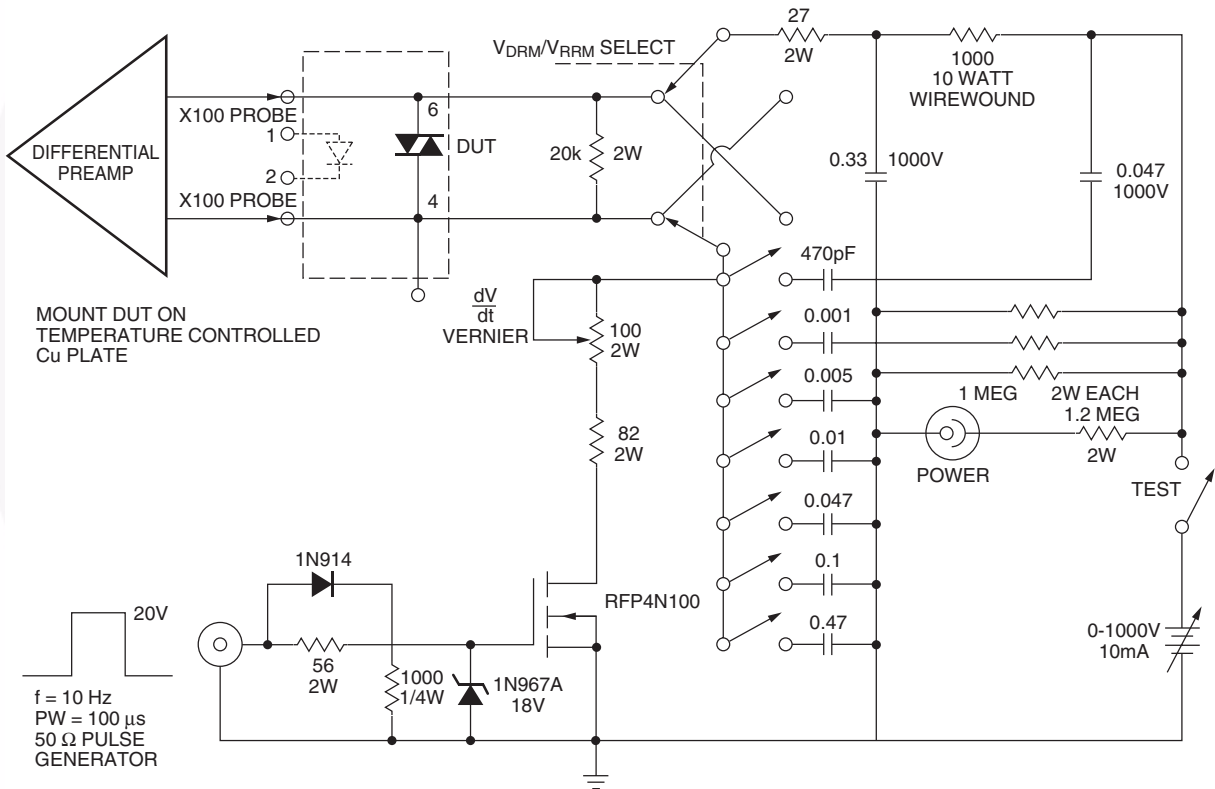 27
2W
VDRM/VRRM SELECT
1000
10 WATT
WIREWOUND
X100 PROBE
6
1
DIFFERENTIAL
PREAMP
DUT
20k
2W
0.33
1000V
0.047
1000V
2
X100 PROBE
4
470pF
MOUNT DUT ON
TEMPERATURE CONTROLLED
Cu PLATE
dV
dt
VERNIER
100
2W
0.001
0.005
1 MEG
2W EACH
1.2 MEG
82
2W
0.01
POWER
2W
TEST
0.047
1N914
0.1
RFP4N100
20V
0.47
0-1000V
10mA
56
2W
1000
1/4W
1N967A
18V
f = 10 Hz
PW = 100 μs
50 Ω PULSE
GENERATOR